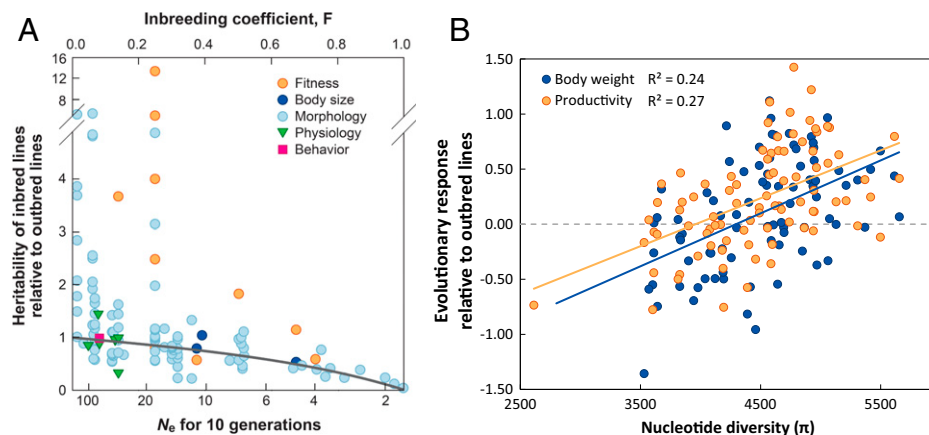 A
Inbreeding coefficient, F
0.0 0.2 0.4 0.6 0.8 1.0
Heritability of inbred lines
relative to outbred lines
16
12
8
4
3
2
1
0
Fitness
Body size
Morphology
Physiology
Behavior
100 20 10 6 4 2
Ne for 10 generations
B
Evolutionary response
relative to outbred lines
1.50
1.00
0.50
0.00
-0.50
-1.00
-1.50
Body weight R² = 0.24
Productivity R² = 0.27
2500 3500 4500 5500
Nucleotide diversity (π)